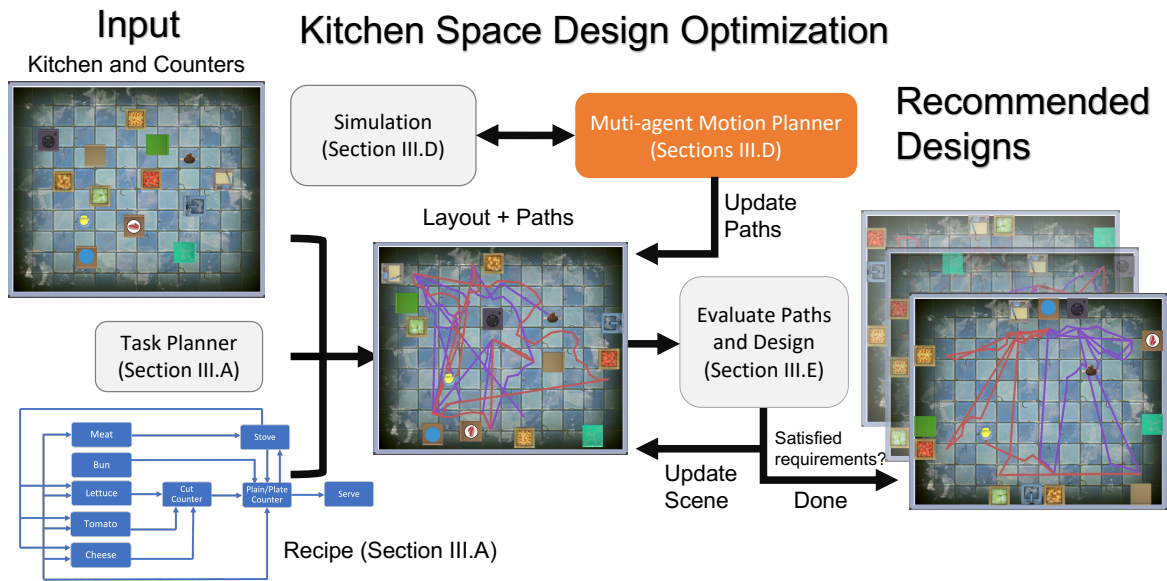 Input
Kitchen Space Design Optimization
Kitchen and Counters
Simulation
(Section III.D)
Muti-agent Motion Planner
(Sections III.D)
Recommended
Designs
Update
Paths
Layout + Paths
Task Planner
(Section III.A)
Evaluate Paths
and Design
(Section III.E)
Satisfied
requirements?
Update
Scene
Done
Meat
Stove
Bun
Lettuce
Cut
Counter
Plain/Plate
Counter
Serve
Tomato
Cheese
Recipe (Section III.A)